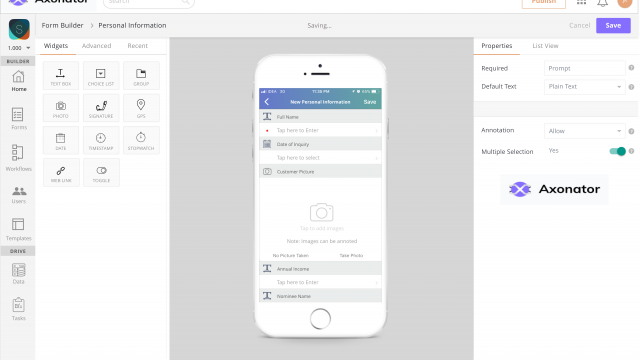 Axonator
Search
Publish
P
S
Form Builder > Personal Information
Saving...
Cancel
Save
1.000
Widgets
Advanced
Recent
Properties
List View
BUILDER
Home
Forms
Workflows
Users
Templates
DRIVE
Data
Tasks
TEXT BOX
CHOICE LIST
GROUP
PHOTO
SIGNATURE
GPS
DATE
TIMESTAMP
STOPWATCH
WEB LINK
TOGGLE
New Personal Information
Save
Full Name
Tap here to Enter
Date of Inquiry
Tap here to select
Customer Picture
Tap to add images
Note: Images can be annoted
No Picture Taken
Take Photo
Annual Income
Tap here to Enter
Nominee Name
Required
Prompt
Default Text
Plain Text
Annotation
Allow
Multiple Selection
Yes
Axonator